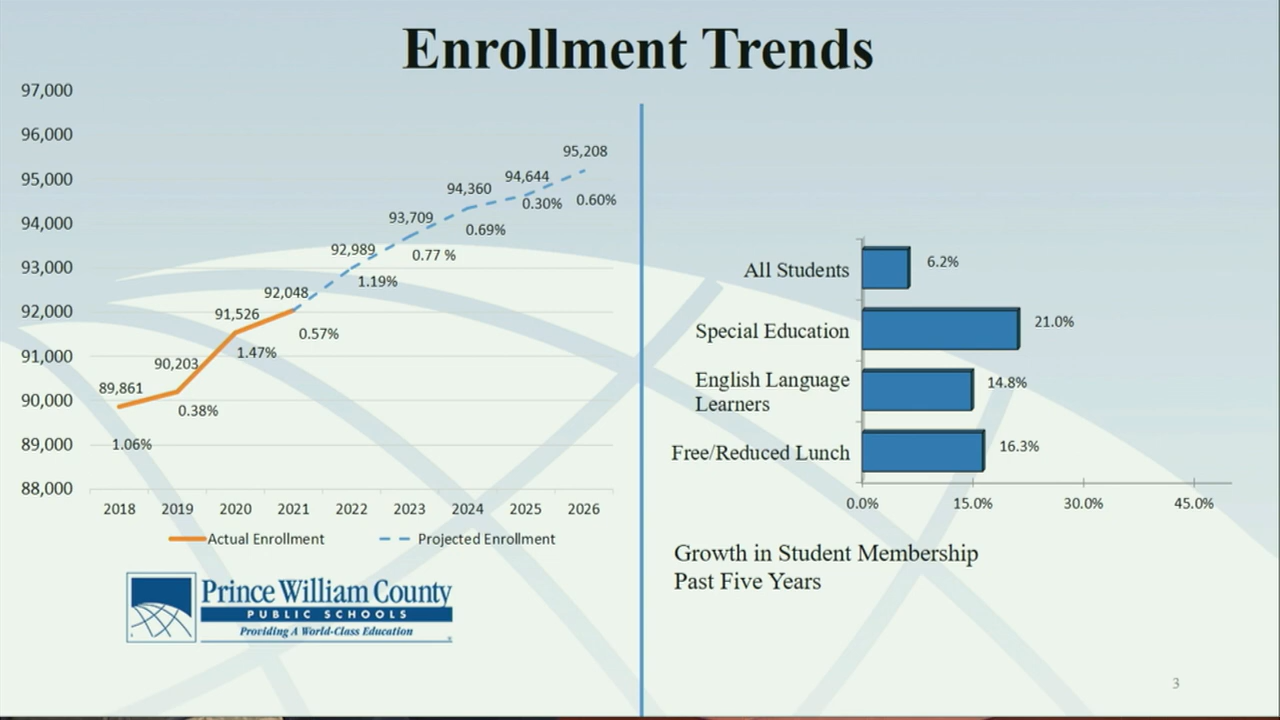 Enrollment Trends
97,000
96,000
95,000
94,000
93,000
92,000
91,000
90,000
89,000
88,000
89,861
90,203
91,526
92,048
92,989
93,709
94,360
94,644
95,208
1.06%
0.38%
1.47%
0.57%
1.19%
0.77 %
0.69%
0.30%
0.60%
2018 2019 2020 2021 2022 2023 2024 2025 2026
Actual Enrollment Projected Enrollment
Prince William County
PUBLIC SCHOOLS
Providing A World-Class Education
All Students 6.2%
Special Education 21.0%
English Language
Learners 14.8%
Free/Reduced Lunch 16.3%
0.0% 15.0% 30.0% 45.0%
Growth in Student Membership
Past Five Years
3